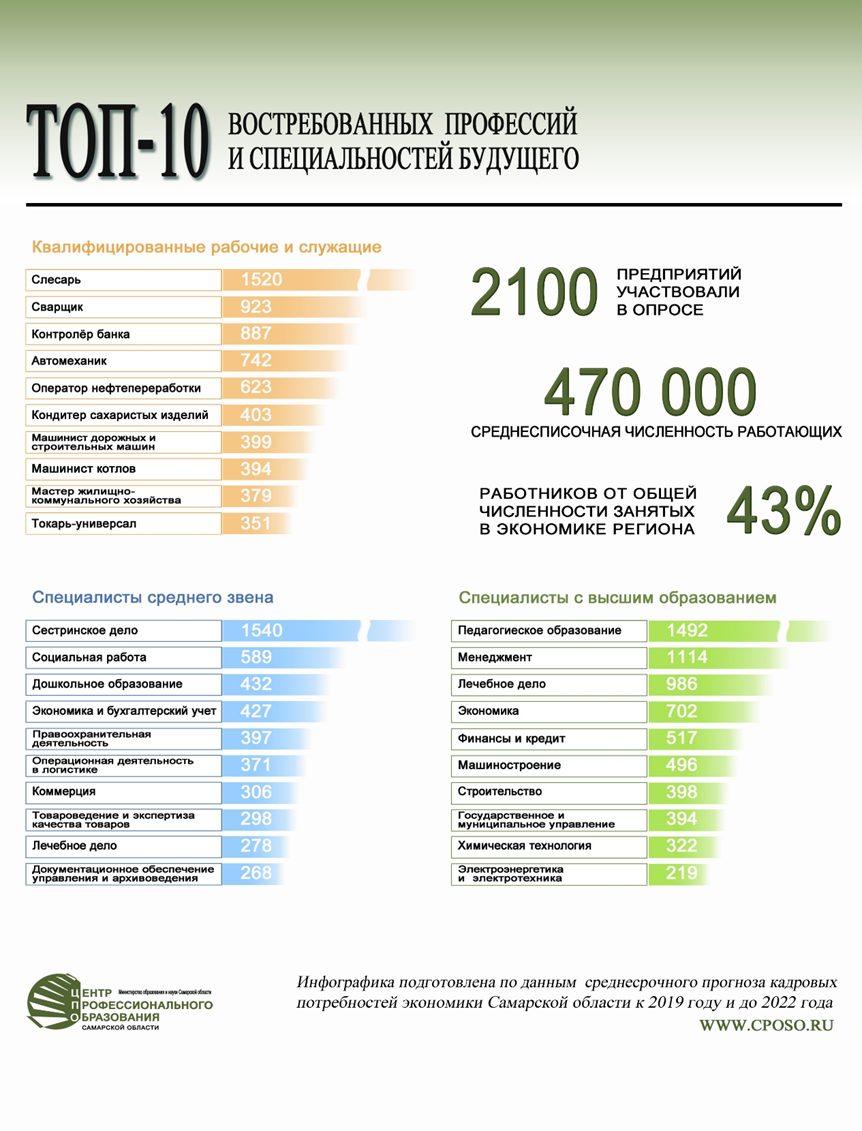 ТОП-10
ВОСТРЕБОВАННЫХ ПРОФЕССИЙ
И СПЕЦИАЛЬНОСТЕЙ БУДУЩЕГО
Квалифицированные рабочие и служащие
Слесарь 1520
Сварщик 923
Контролёр банка 887
Автомеханик 742
Оператор нефтепереработки 623
Кондитер сахаристых изделий 403
Машинист дорожных и
строительных машин 399
Машинист котлов 394
Мастер жилищно-
коммунального хозяйства 379
Токарь-универсал 351
2100
ПРЕДПРИЯТИЙ
УЧАСТВОВАЛИ
В ОПРОСЕ
470 000
СРЕДНЕСПИСОЧНАЯ ЧИСЛЕННОСТЬ РАБОТАЮЩИХ
РАБОТНИКОВ ОТ ОБЩЕЙ
ЧИСЛЕННОСТИ ЗАНЯТЫХ
В ЭКОНОМИКЕ РЕГИОНА
43%
Специалисты среднего звена
Сестринское дело 1540
Социальная работа 589
Дошкольное образование 432
Экономика и бухгалтерский учет 427
Правоохранительная
деятельность 397
Операционная деятельность
в логистике 371
Коммерция 306
Товароведение и экспертиза
качества товаров 298
Лечебное дело 278
Документационное обеспечение
управления и архивоведения 268
Специалисты с высшим образованием
Педагогиеское образование 1492
Менеджмент 1114
Лечебное дело 986
Экономика 702
Финансы и кредит 517
Машиностроение 496
Строительство 398
Государственное и
муниципальное управление 394
Химическая технология 322
Электроэнергетика
и электротехника 219
ЦЕНТР Министерство образования и науки Самарской области
ПРОФЕССИОНАЛЬНОГО
ОБРАЗОВАНИЯ
САМАРСКОЙ ОБЛАСТИ
Инфографика подготовлена по данным среднесрочного прогноза кадровых
потребностей экономики Самарской области к 2019 году и до 2022 года
WWW.CPOSO.RU